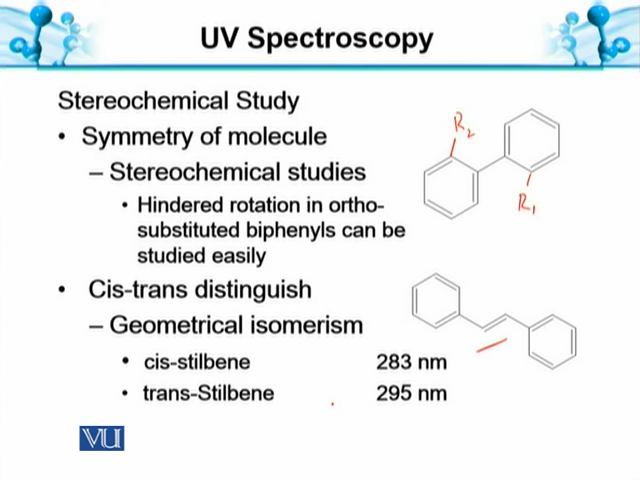 UV Spectroscopy
Stereochemical Study
• Symmetry of molecule
– Stereochemical studies
• Hindered rotation in ortho-
substituted biphenyls can be
studied easily
• Cis-trans distinguish
– Geometrical isomerism
• cis-stilbene 283 nm
• trans-Stilbene 295 nm
R2
R1
VU